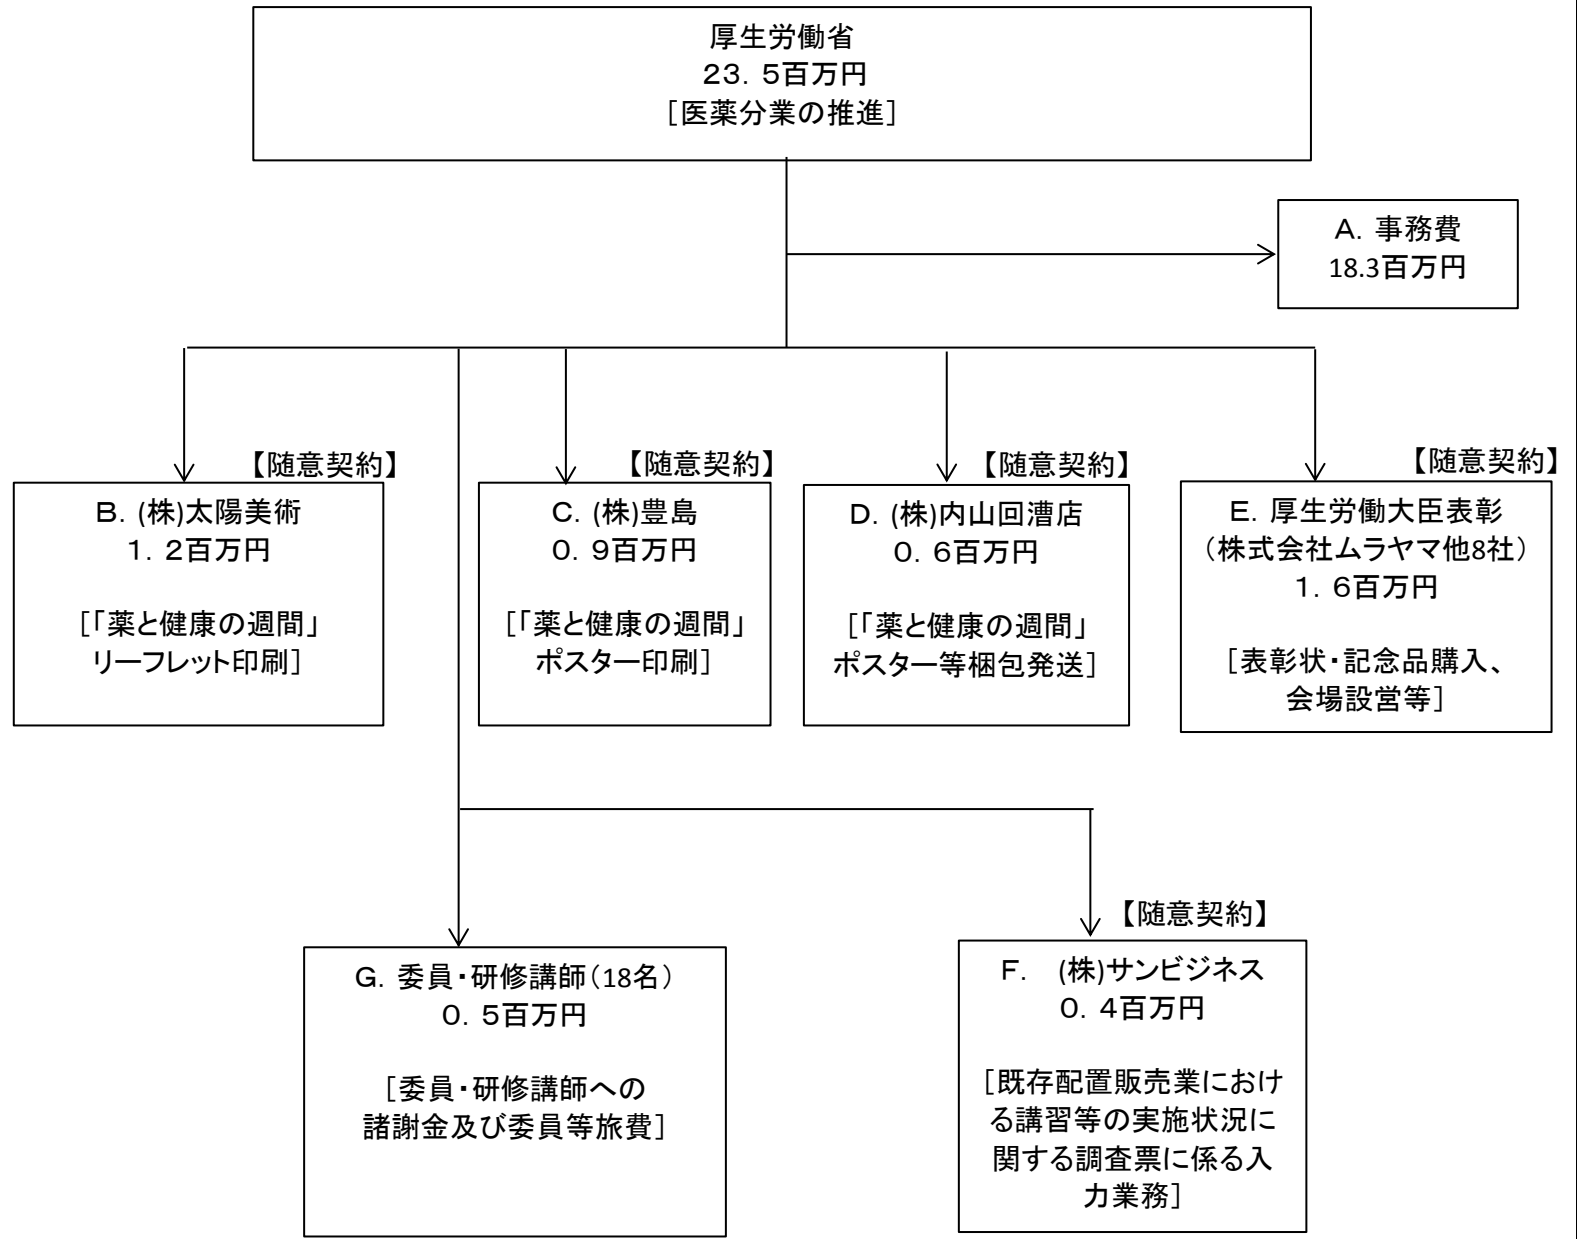 厚生労働省
２３．５百万円
［医薬分業の推進］
Ａ．事務費
18.3百万円
【随意契約】
Ｂ．(株)太陽美術
１．２百万円
［「薬と健康の週間」
リーフレット印刷］
【随意契約】
Ｃ．(株)豊島
０．９百万円
［「薬と健康の週間」
ポスター印刷］
【随意契約】
Ｄ．(株)内山回漕店
０．６百万円
［「薬と健康の週間」
ポスター等梱包発送］
【随意契約】
Ｅ．厚生労働大臣表彰
（株式会社ムラヤマ他8社）
１．６百万円
［表彰状・記念品購入、
会場設営等］
Ｇ．委員・研修講師（18名）
０．５百万円
［委員・研修講師への
諸謝金及び委員等旅費］
【随意契約】
Ｆ．　(株)サンビジネス
０．４百万円
［既存配置販売業におけ
る講習等の実施状況に
関する調査票に係る入
力業務］